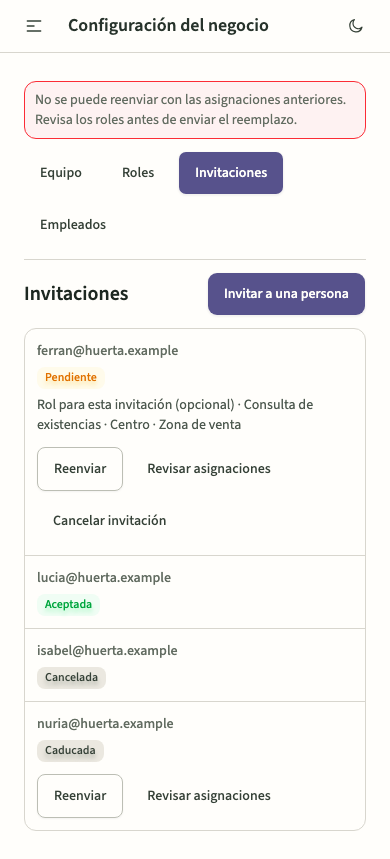 Configuración del negocio
No se puede reenviar con las asignaciones anteriores.
Revisa los roles antes de enviar el reemplazo.
Equipo Roles Invitaciones
Empleados
Invitaciones Invitar a una persona
ferran@huerta.example
Pendiente
Rol para esta invitación (opcional) · Consulta de
existencias · Centro · Zona de venta
Reenviar Revisar asignaciones
Cancelar invitación
lucia@huerta.example
Aceptada
isabel@huerta.example
Cancelada
nuria@huerta.example
Caducada
Reenviar Revisar asignaciones